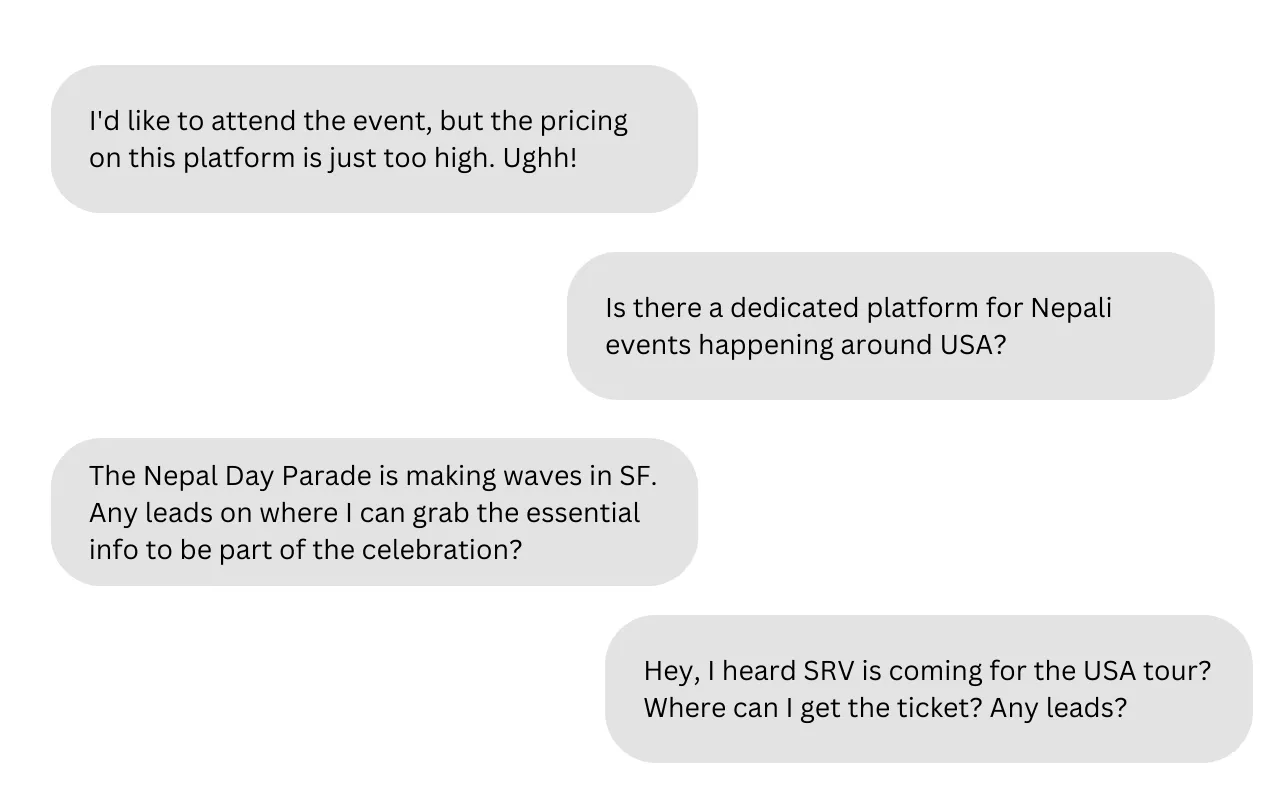 I'd like to attend the event, but the pricing
on this platform is just too high. Ughh!
Is there a dedicated platform for Nepali
events happening around USA?
The Nepal Day Parade is making waves in SF.
Any leads on where I can grab the essential
info to be part of the celebration?
Hey, I heard SRV is coming for the USA tour?
Where can I get the ticket? Any leads?